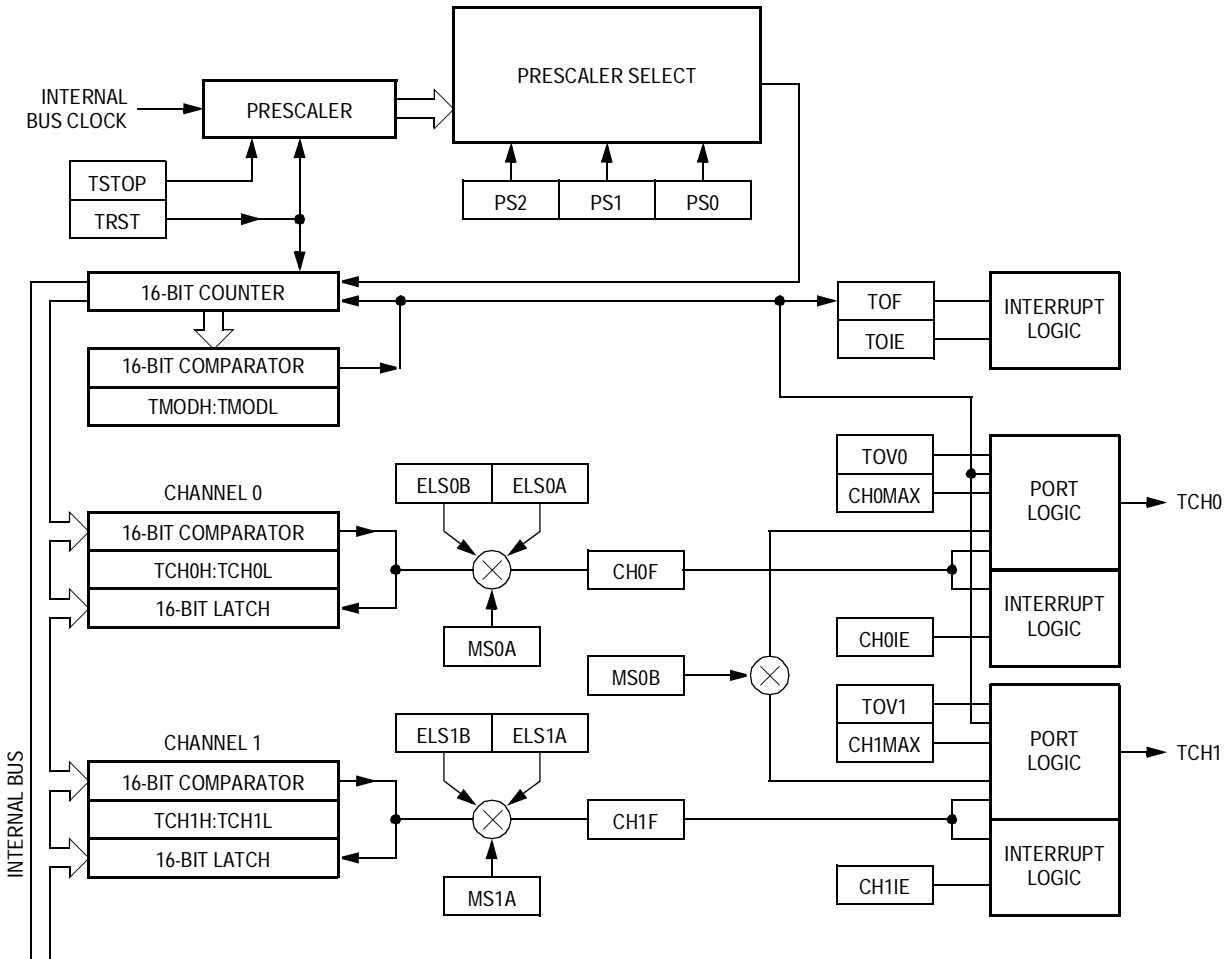 PRESCALER SELECT
INTERNAL
BUS CLOCK
PRESCALER
TSTOP
TRST
PS2 PS1 PS0
16-BIT COUNTER
16-BIT COMPARATOR
TMODH:TMODL
TOF
TOIE
INTERRUPT
LOGIC
CHANNEL 0
16-BIT COMPARATOR
TCH0H:TCH0L
16-BIT LATCH
ELS0B ELS0A
MS0A
CH0F
TOV0
CH0MAX
PORT
LOGIC
TCH0
INTERRUPT
LOGIC
CH0IE
MS0B
CHANNEL 1
16-BIT COMPARATOR
TCH1H:TCH1L
16-BIT LATCH
ELS1B ELS1A
MS1A
CH1F
TOV1
CH1MAX
PORT
LOGIC
TCH1
INTERRUPT
LOGIC
CH1IE
INTERNAL BUS